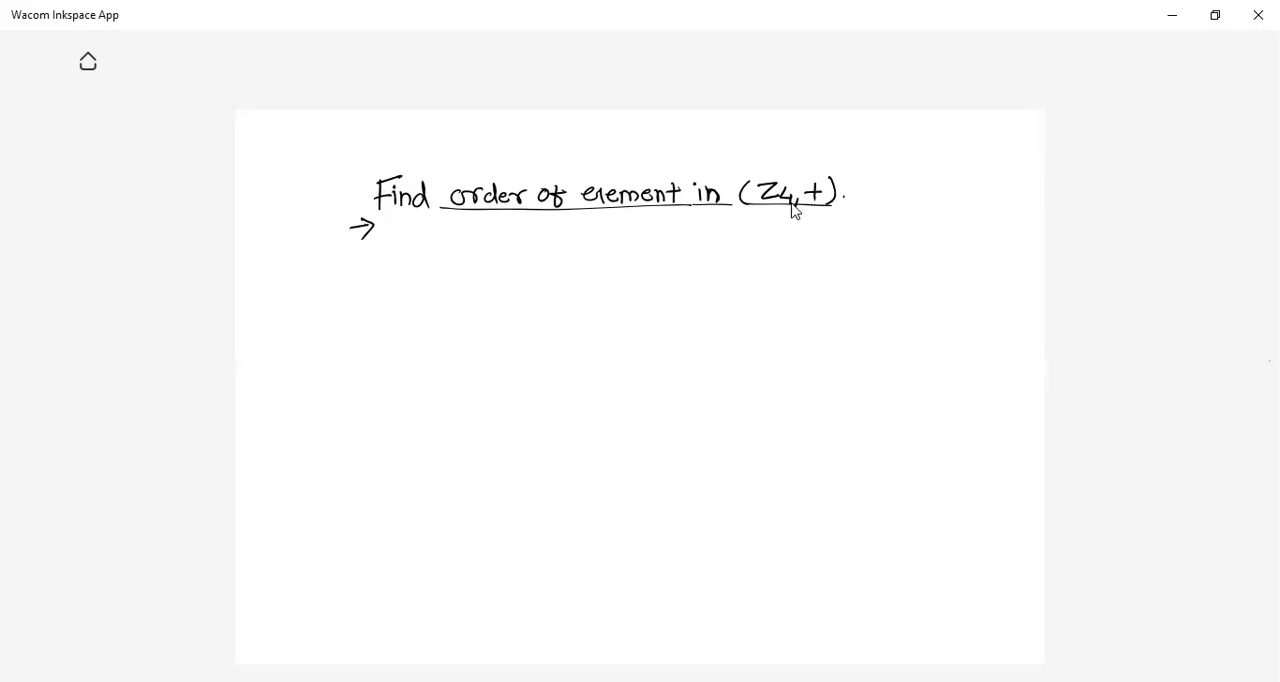 Wacom Inkspace App
Find order of element in (Z4, +).
→